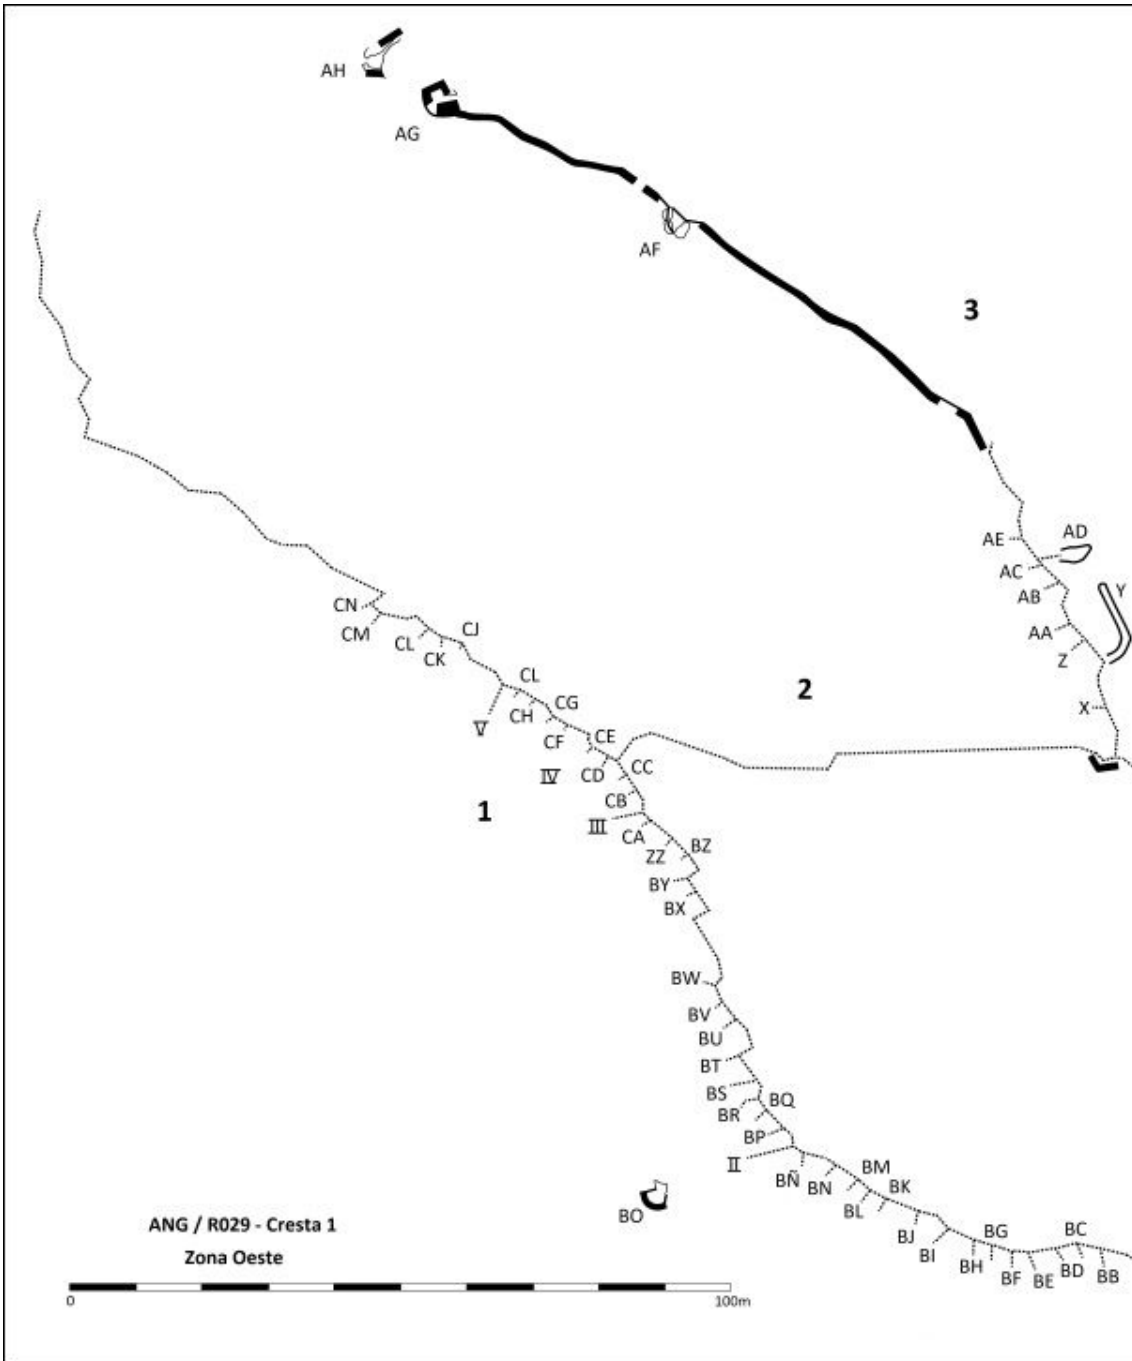 AH
AG
AF
3
AE
AD
AC
AB
Y
AA
Z
X
CN
CM
CL
CK
CJ
CL
CH
CG
CF
CE
CD
CC
CB
V
IV
III
2
1
CA
ZZ
BZ
BY
BX
BW
BV
BU
BT
BS
BR
BQ
BP
II
BÑ
BN
BM
BL
BK
BJ
BI
BH
BG
BF
BE
BD
BC
BB
BO
ANG / R029 - Cresta 1
Zona Oeste
0
100m